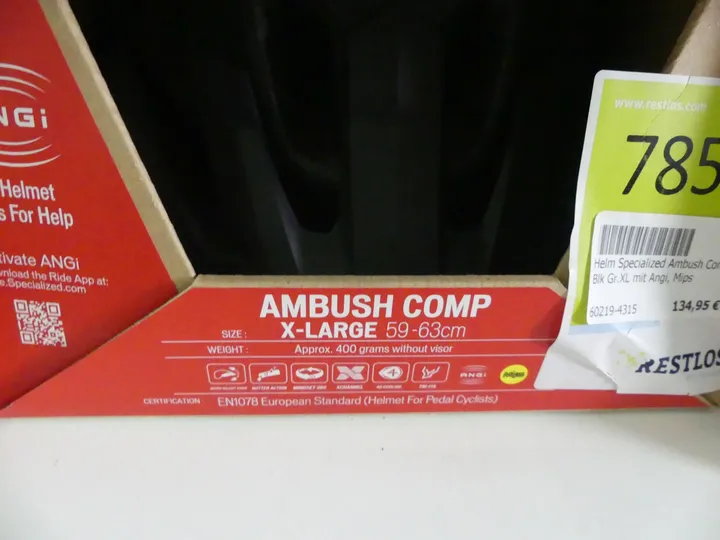 NGi
Helmet
s For Help
tivate ANGi
wnload the Ride App at:
e.Specialized.com
AMBUSH COMP
SIZE : X-LARGE 59-63cm
WEIGHT : Approx. 400 grams without visor
ANGi
CERTIFICATION EN1078 European Standard (Helmet For Pedal Cyclists)
www.restlos.com
785
Helm Specialized Ambush Com
Blk Gr.XL mit Angi, Mips
60219-4315 134,95 €
RESTLOS